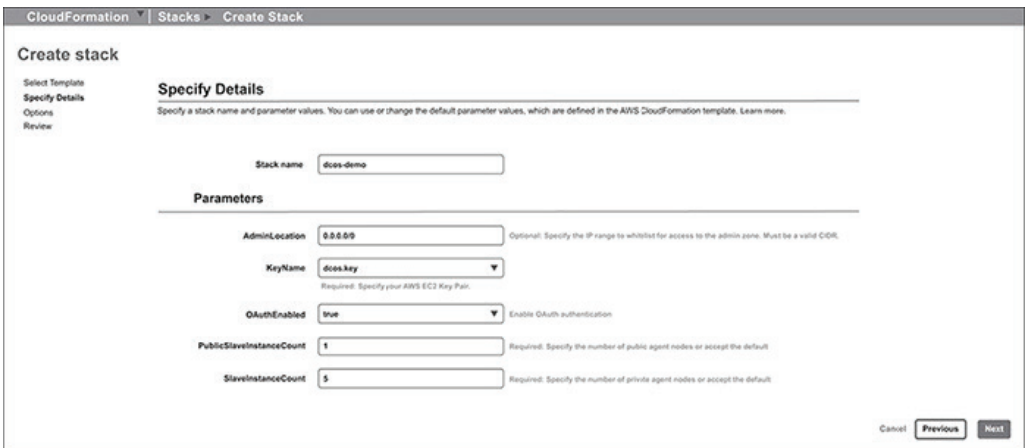 CloudFormation Stacks Create Stack
Create stack
Select Template
Specify Details
Options
Review
Specify Details
Specify a stack name and parameter values. You can use or change the default parameter values, which are defined in the AWS CloudFormation template. Learn more.
Stack name dcos-demo
Parameters
AdminLocation 0.0.0.0/0 Optional: Specify the IP range to whitelist for access to the admin zone. Must be a valid CIDR.
KeyName dcos.key
Required: Specify your AWS EC2 Key Pair.
OAuthEnabled true Enable OAuth authentication
PublicSlaveInstanceCount 1 Required: Specify the number of public agent nodes or accept the default
SlaveInstanceCount 5 Required: Specify the number of private agent nodes or accept the default
Cancel Previous Next